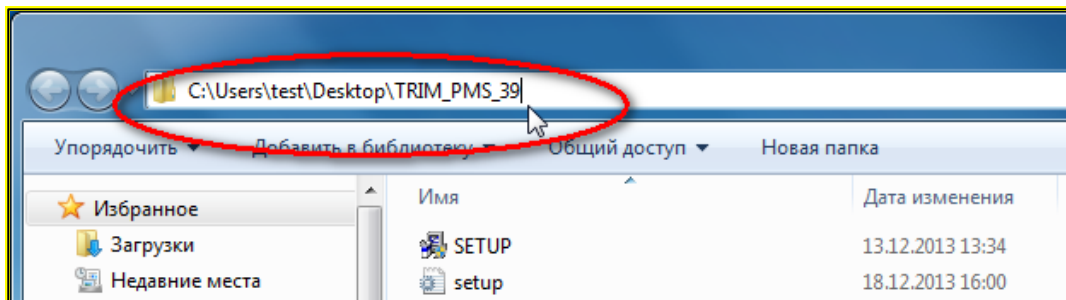 C:\Users\test\Desktop\TRIM_PMS_39
Упорядочить Добавить в библиотеку Общий доступ Новая папка
Избранное Имя Дата изменения
Загрузки SETUP 13.12.2013 13:34
Недавние места setup 18.12.2013 16:00